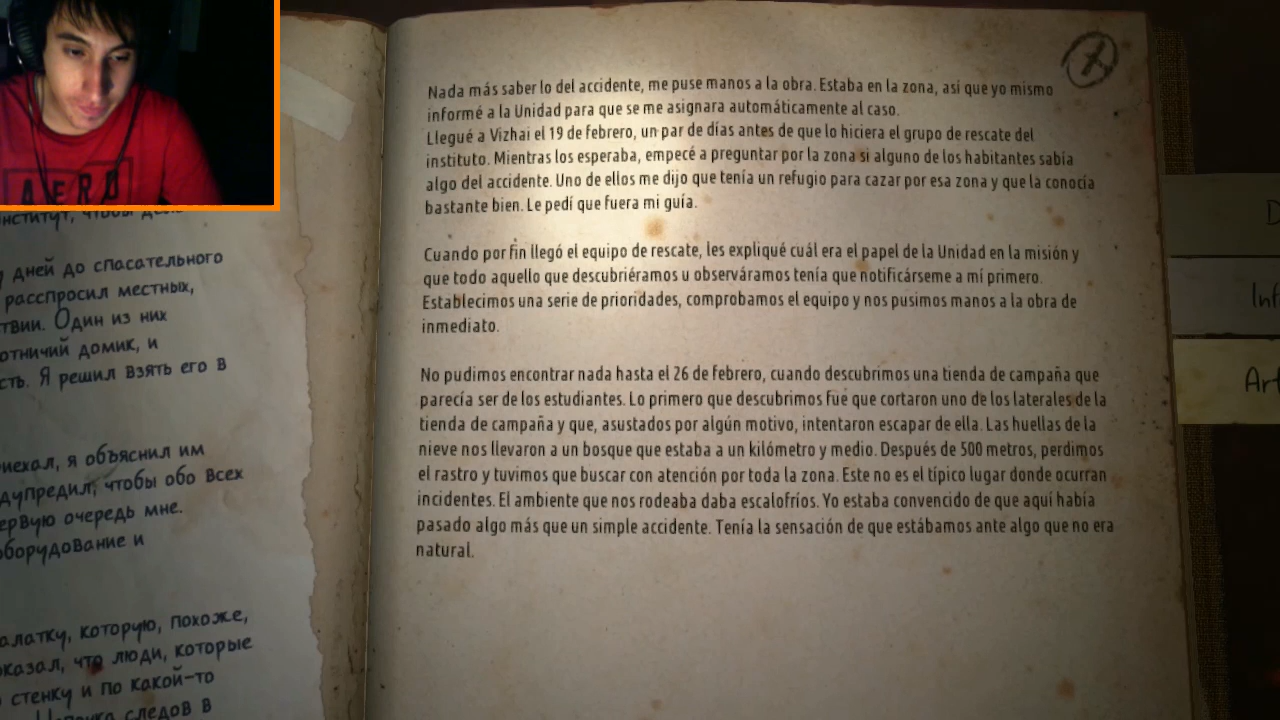 AERO
институт, чтобы
дней до спасательного
расспросил местных,
Один из них
домик, и
Я решил взять его в
я объяснил им
чтобы обо всех
мне.
оборудование и
которую, похоже,
что люди, которые
стенку и по какой-то
следов в
Nada más saber lo del accidente, me puse manos a la obra. Estaba en la zona, así que yo mismo
informé a la Unidad para que se me asignara automáticamente al caso.
Llegué a Vizhai el 19 de febrero, un par de días antes de que lo hiciera el grupo de rescate del
instituto. Mientras los esperaba, empecé a preguntar por la zona si alguno de los habitantes sabía
algo del accidente. Uno de ellos me dijo que tenía un refugio para cazar por esa zona y que la conocía
bastante bien. Le pedí que fuera mi guía.
Cuando por fin llegó el equipo de rescate, les expliqué cuál era el papel de la Unidad en la misión y
que todo aquello que descubriéramos u observáramos tenía que notificárseme a mí primero.
Establecimos una serie de prioridades, comprobamos el equipo y nos pusimos manos a la obra de
inmediato.
No pudimos encontrar nada hasta el 26 de febrero, cuando descubrimos una tienda de campaña que
parecía ser de los estudiantes. Lo primero que descubrimos fue que cortaron uno de los laterales de la
tienda de campaña y que, asustados por algún motivo, intentaron escapar de ella. Las huellas de la
nieve nos llevaron a un bosque que estaba a un kilómetro y medio. Después de 500 metros, perdimos
el rastro y tuvimos que buscar con atención por toda la zona. Este no es el típico lugar donde ocurran
incidentes. El ambiente que nos rodeaba daba escalofríos. Yo estaba convencido de que aquí había
pasado algo más que un simple accidente. Tenía la sensación de que estábamos ante algo que no era
natural.
X